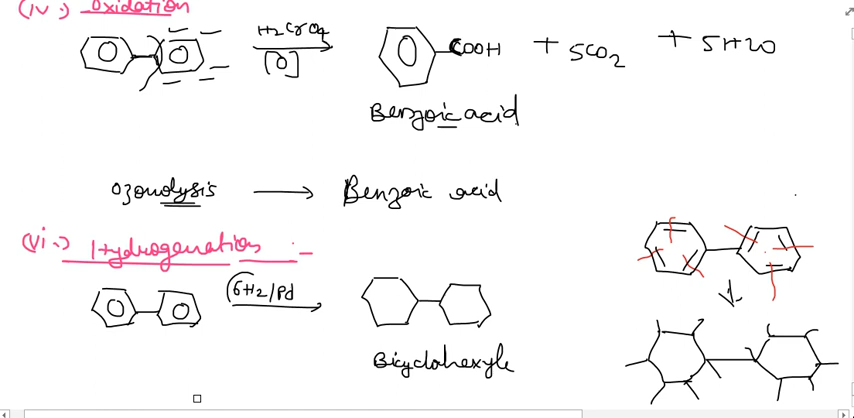 (iv.) Oxidation
H2CrO4
[O]
COOH + 5CO2 + 5H2O
Benzoic acid
Ozonolysis → Benzoic acid
(vi.) Hydrogenation :-
6H2/Pd
Bicyclohexyle